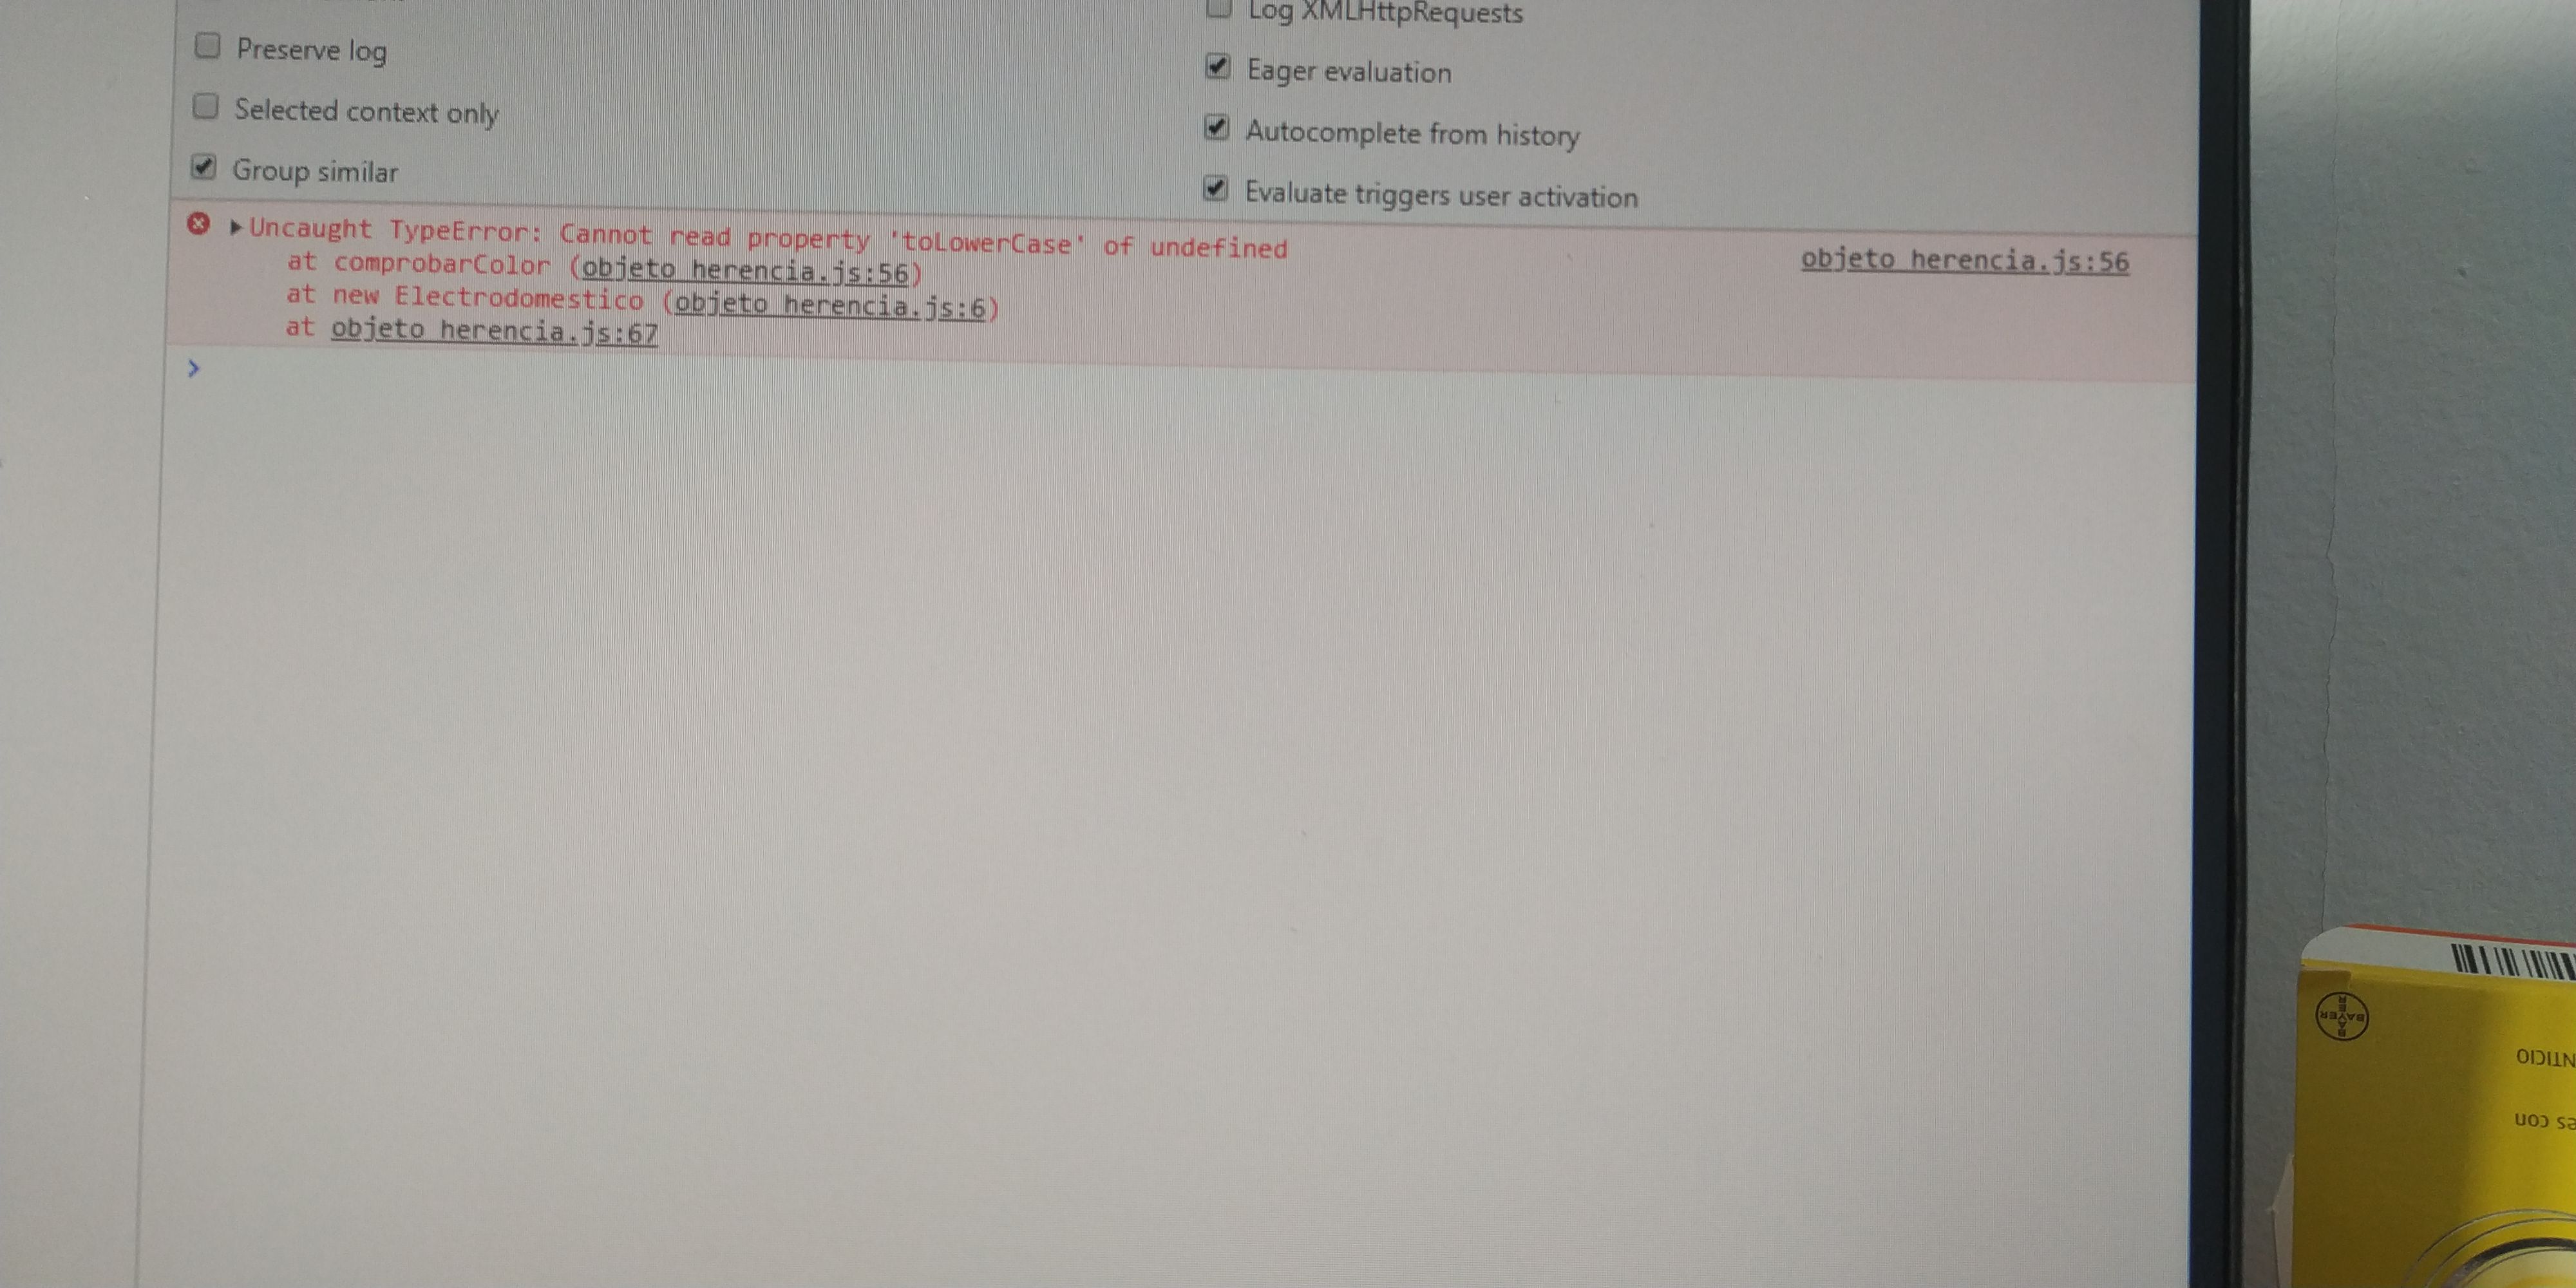 Log XMLHttpRequests
Preserve log
Eager evaluation
Selected context only
Autocomplete from history
Group similar
Evaluate triggers user activation
Uncaught TypeError: Cannot read property 'toLowerCase' of undefined
objeto herencia.js:56
at comprobarColor (objeto herencia.js:56)
at new Electrodomestico (objeto herencia.js:6)
at objeto herencia.js:67
BAYER
NTICIO
es con